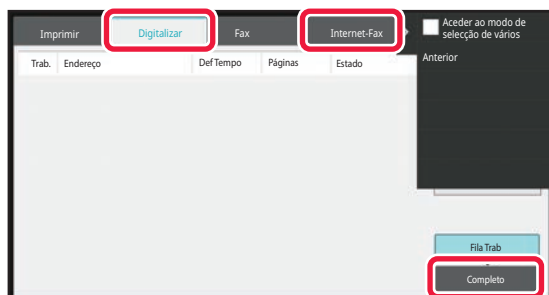 Imprimir Digitalizar Fax Internet-Fax
Aceder ao modo de
selecção de vários
Anterior
Trab. Endereço Def Tempo Páginas Estado
Fila Trab
Completo